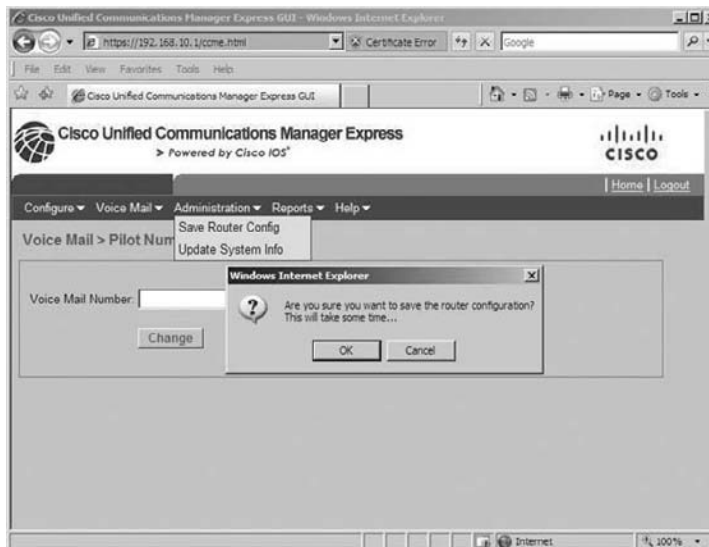 Cisco Unified Communications Manager Express GUI - Windows Internet Explorer
https://192.168.10.1/ccme.html
Certificate Error
Google
File Edit View Favorites Tools Help
Cisco Unified Communications Manager Express GUI
Page
Tools
Cisco Unified Communications Manager Express
> Powered by Cisco IOS®
CISCO
Home | Logout
Configure Voice Mail Administration Reports Help
Save Router Config
Update System Info
Voice Mail > Pilot Num
Windows Internet Explorer
Are you sure you want to save the router configuration?
This will take some time...
OK Cancel
Voice Mail Number:
Change
Internet
100%